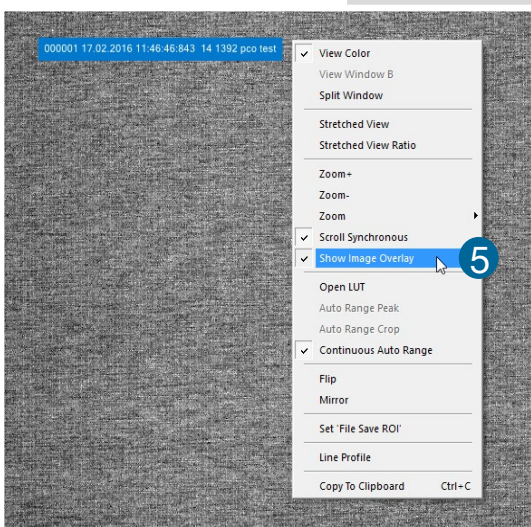 000001 17.02.2016 11:46:46:843 14 1392 pco test
View Color
View Window B
Split Window
Stretched View
Stretched View Ratio
Zoom+
Zoom-
Zoom
Scroll Synchronous
Show Image Overlay
5
Open LUT
Auto Range Peak
Auto Range Crop
Continuous Auto Range
Flip
Mirror
Set 'File Save ROI'
Line Profile
Copy To Clipboard Ctrl+C